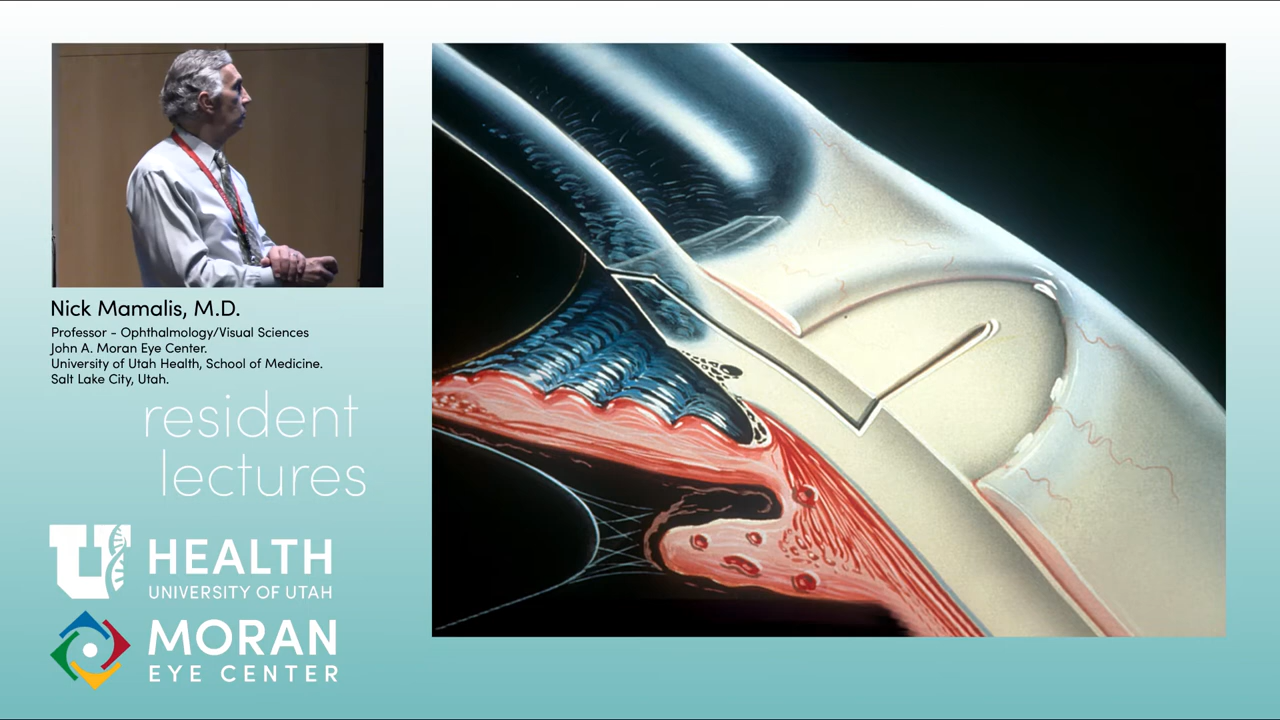 Nick Mamalis, M.D.
Professor - Ophthalmology/Visual Sciences
John A. Moran Eye Center.
University of Utah Health, School of Medicine.
Salt Lake City, Utah.
resident
lectures
U HEALTH
UNIVERSITY OF UTAH
MORAN
EYE CENTER